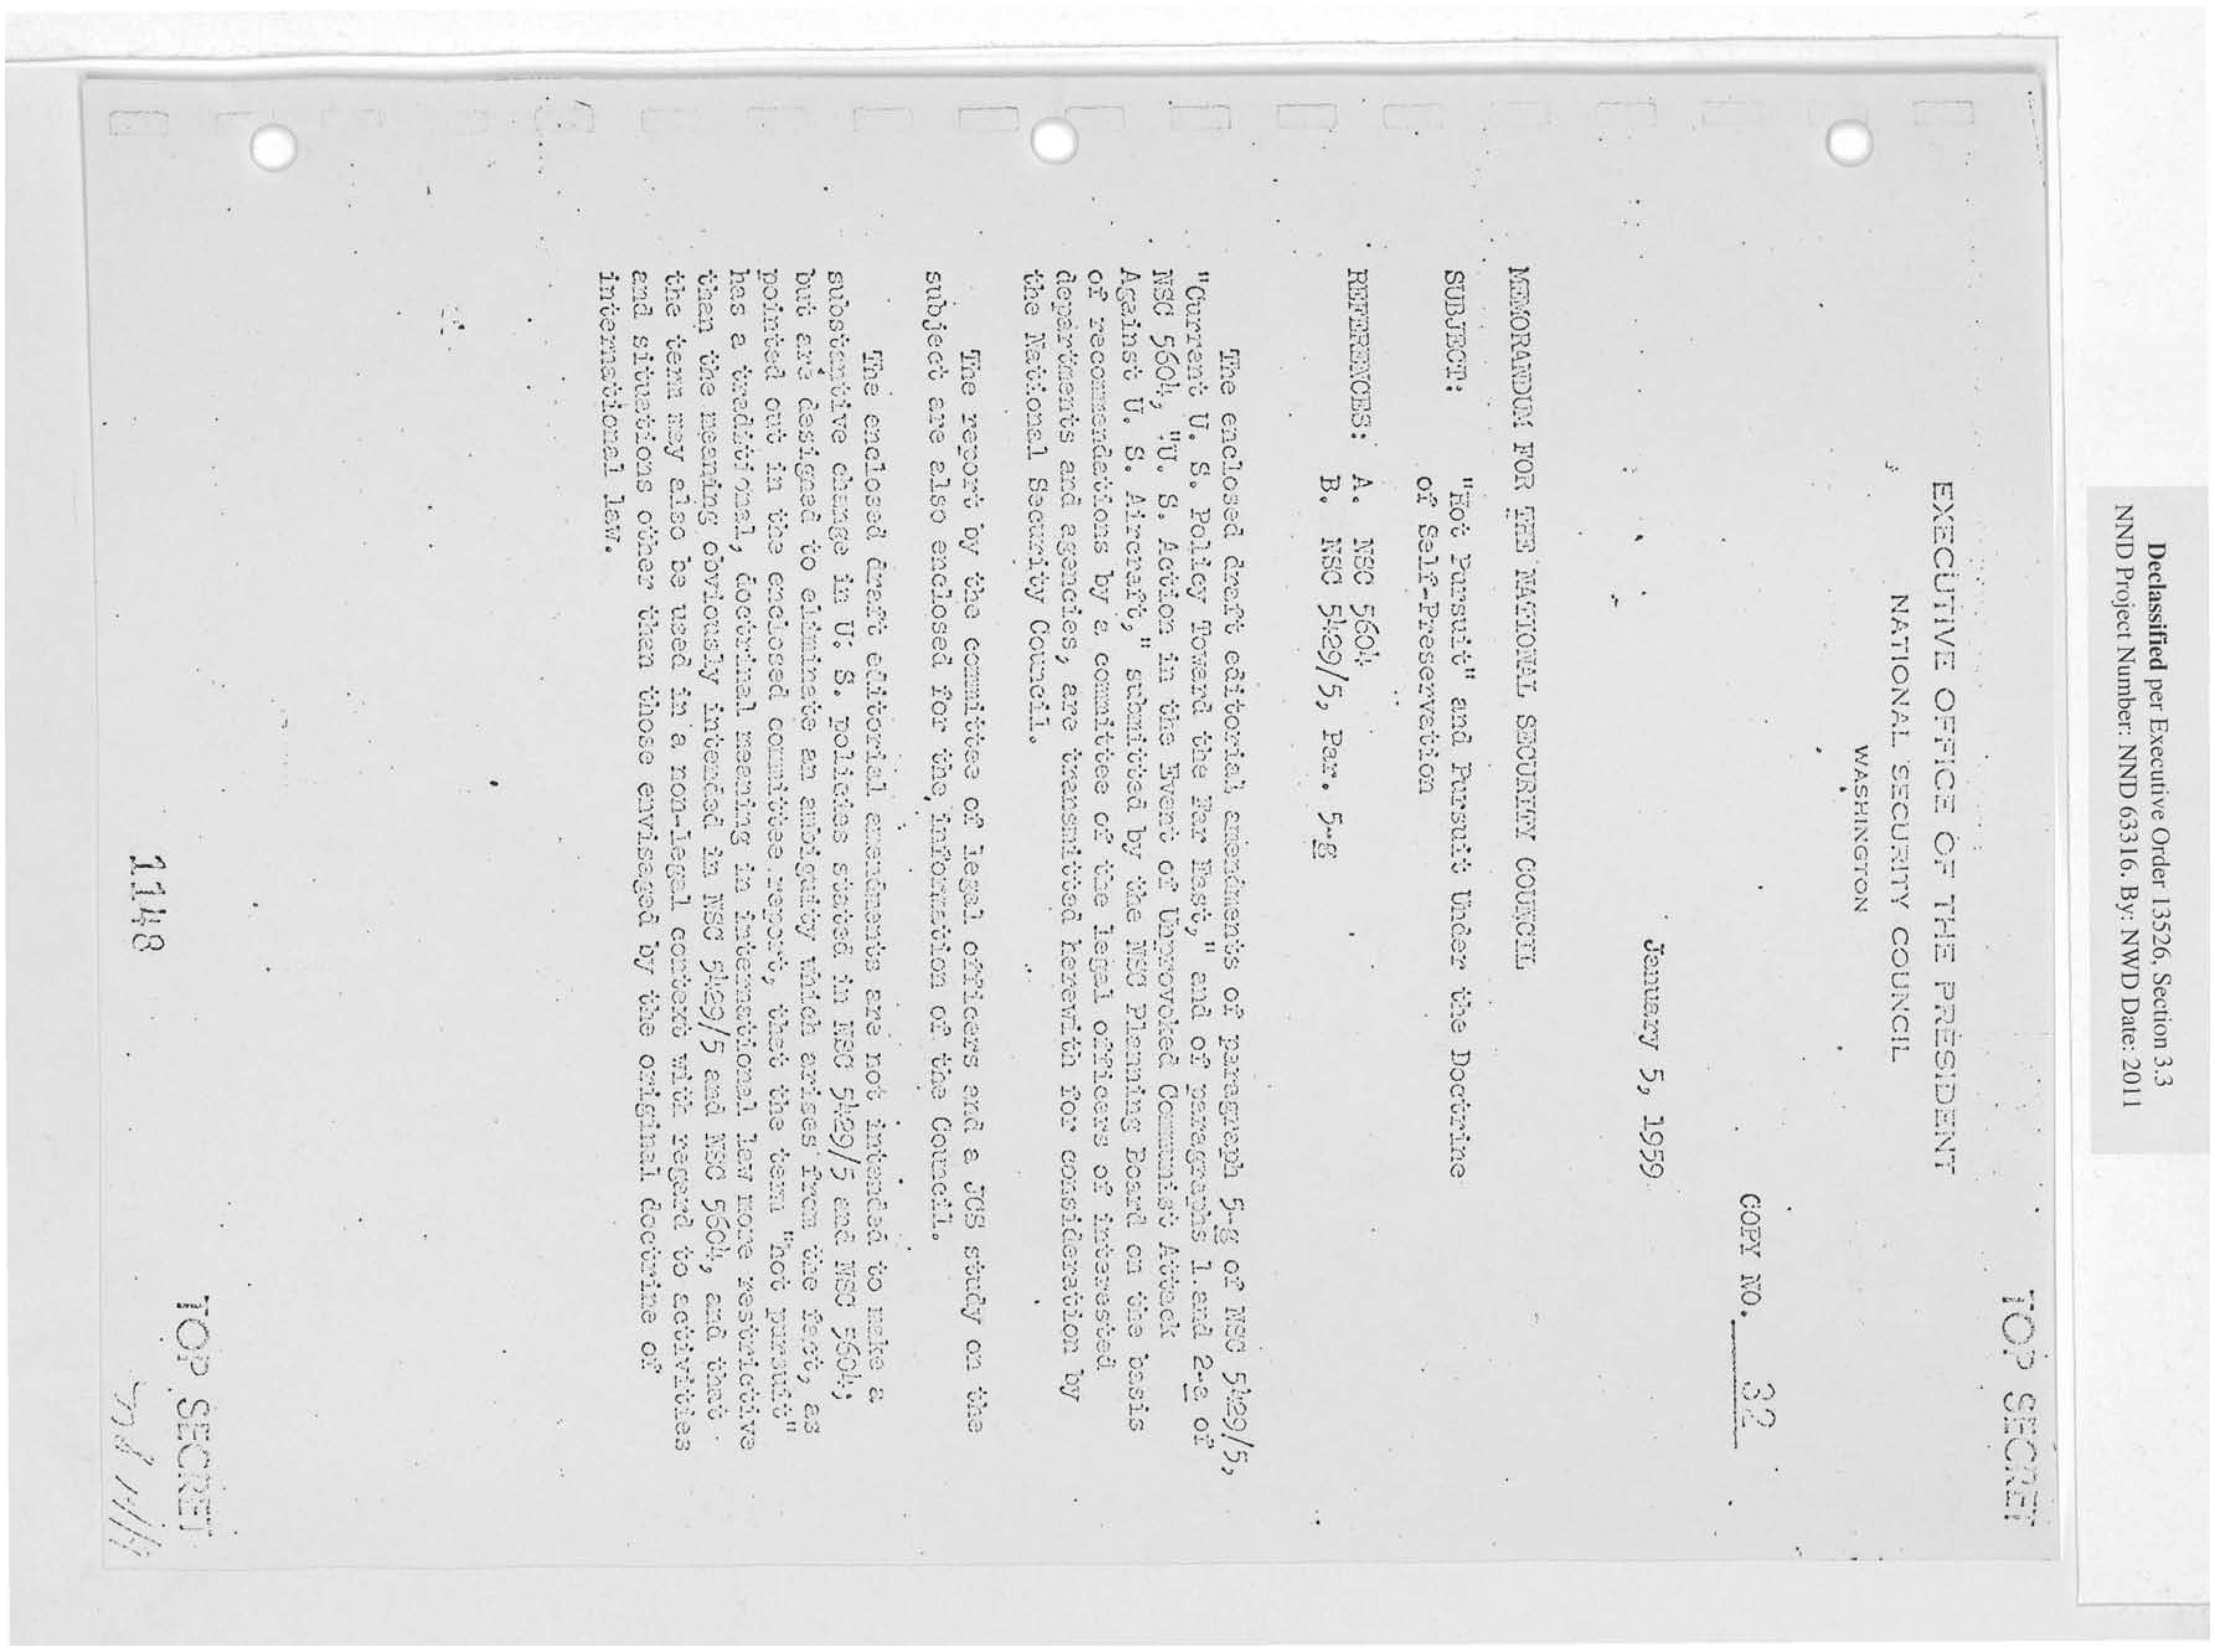 Declassified per Executive Order 13526, Section 3.3
NND Project Number: NND 63316. By: NWD Date: 2011
TOP SECRET
EXECUTIVE OFFICE OF THE PRESIDENT
NATIONAL SECURITY COUNCIL
WASHINGTON
COPY NO. 32
January 5, 1959
MEMORANDUM FOR THE NATIONAL SECURITY COUNCIL
SUBJECT: "Hot Pursuit" and Pursuit Under the Doctrine
of Self-Preservation
REFERENCES: A. NSC 5604
B. NSC 5429/5, Par. 5-g
The enclosed draft editorial amendments of paragraph 5-g of NSC 5429/5,
"Current U. S. Policy Toward the Far East," and of paragraphs 1 and 2-a of
NSC 5604, "U. S. Action in the Event of Unprovoked Communist Attack
Against U. S. Aircraft," submitted by the NSC Planning Board on the basis
of recommendations by a committee of the legal officers of interested
departments and agencies, are transmitted herewith for consideration by
the National Security Council.
The report by the committee of legal officers and a JCS study on the
subject are also enclosed for the information of the Council.
The enclosed draft editorial amendments are not intended to make a
substantive change in U. S. policies stated in NSC 5429/5 and NSC 5604;
but are designed to eliminate an ambiguity which arises from the fact, as
pointed out in the enclosed committee report, that the term "hot pursuit"
has a traditional, doctrinal meaning in international law more restrictive
than the meaning obviously intended in NSC 5429/5 and NSC 5604, and that
the term may also be used in a non-legal context with regard to activities
and situations other than those envisaged by the original doctrine of
international law.
1148
TOP SECRET